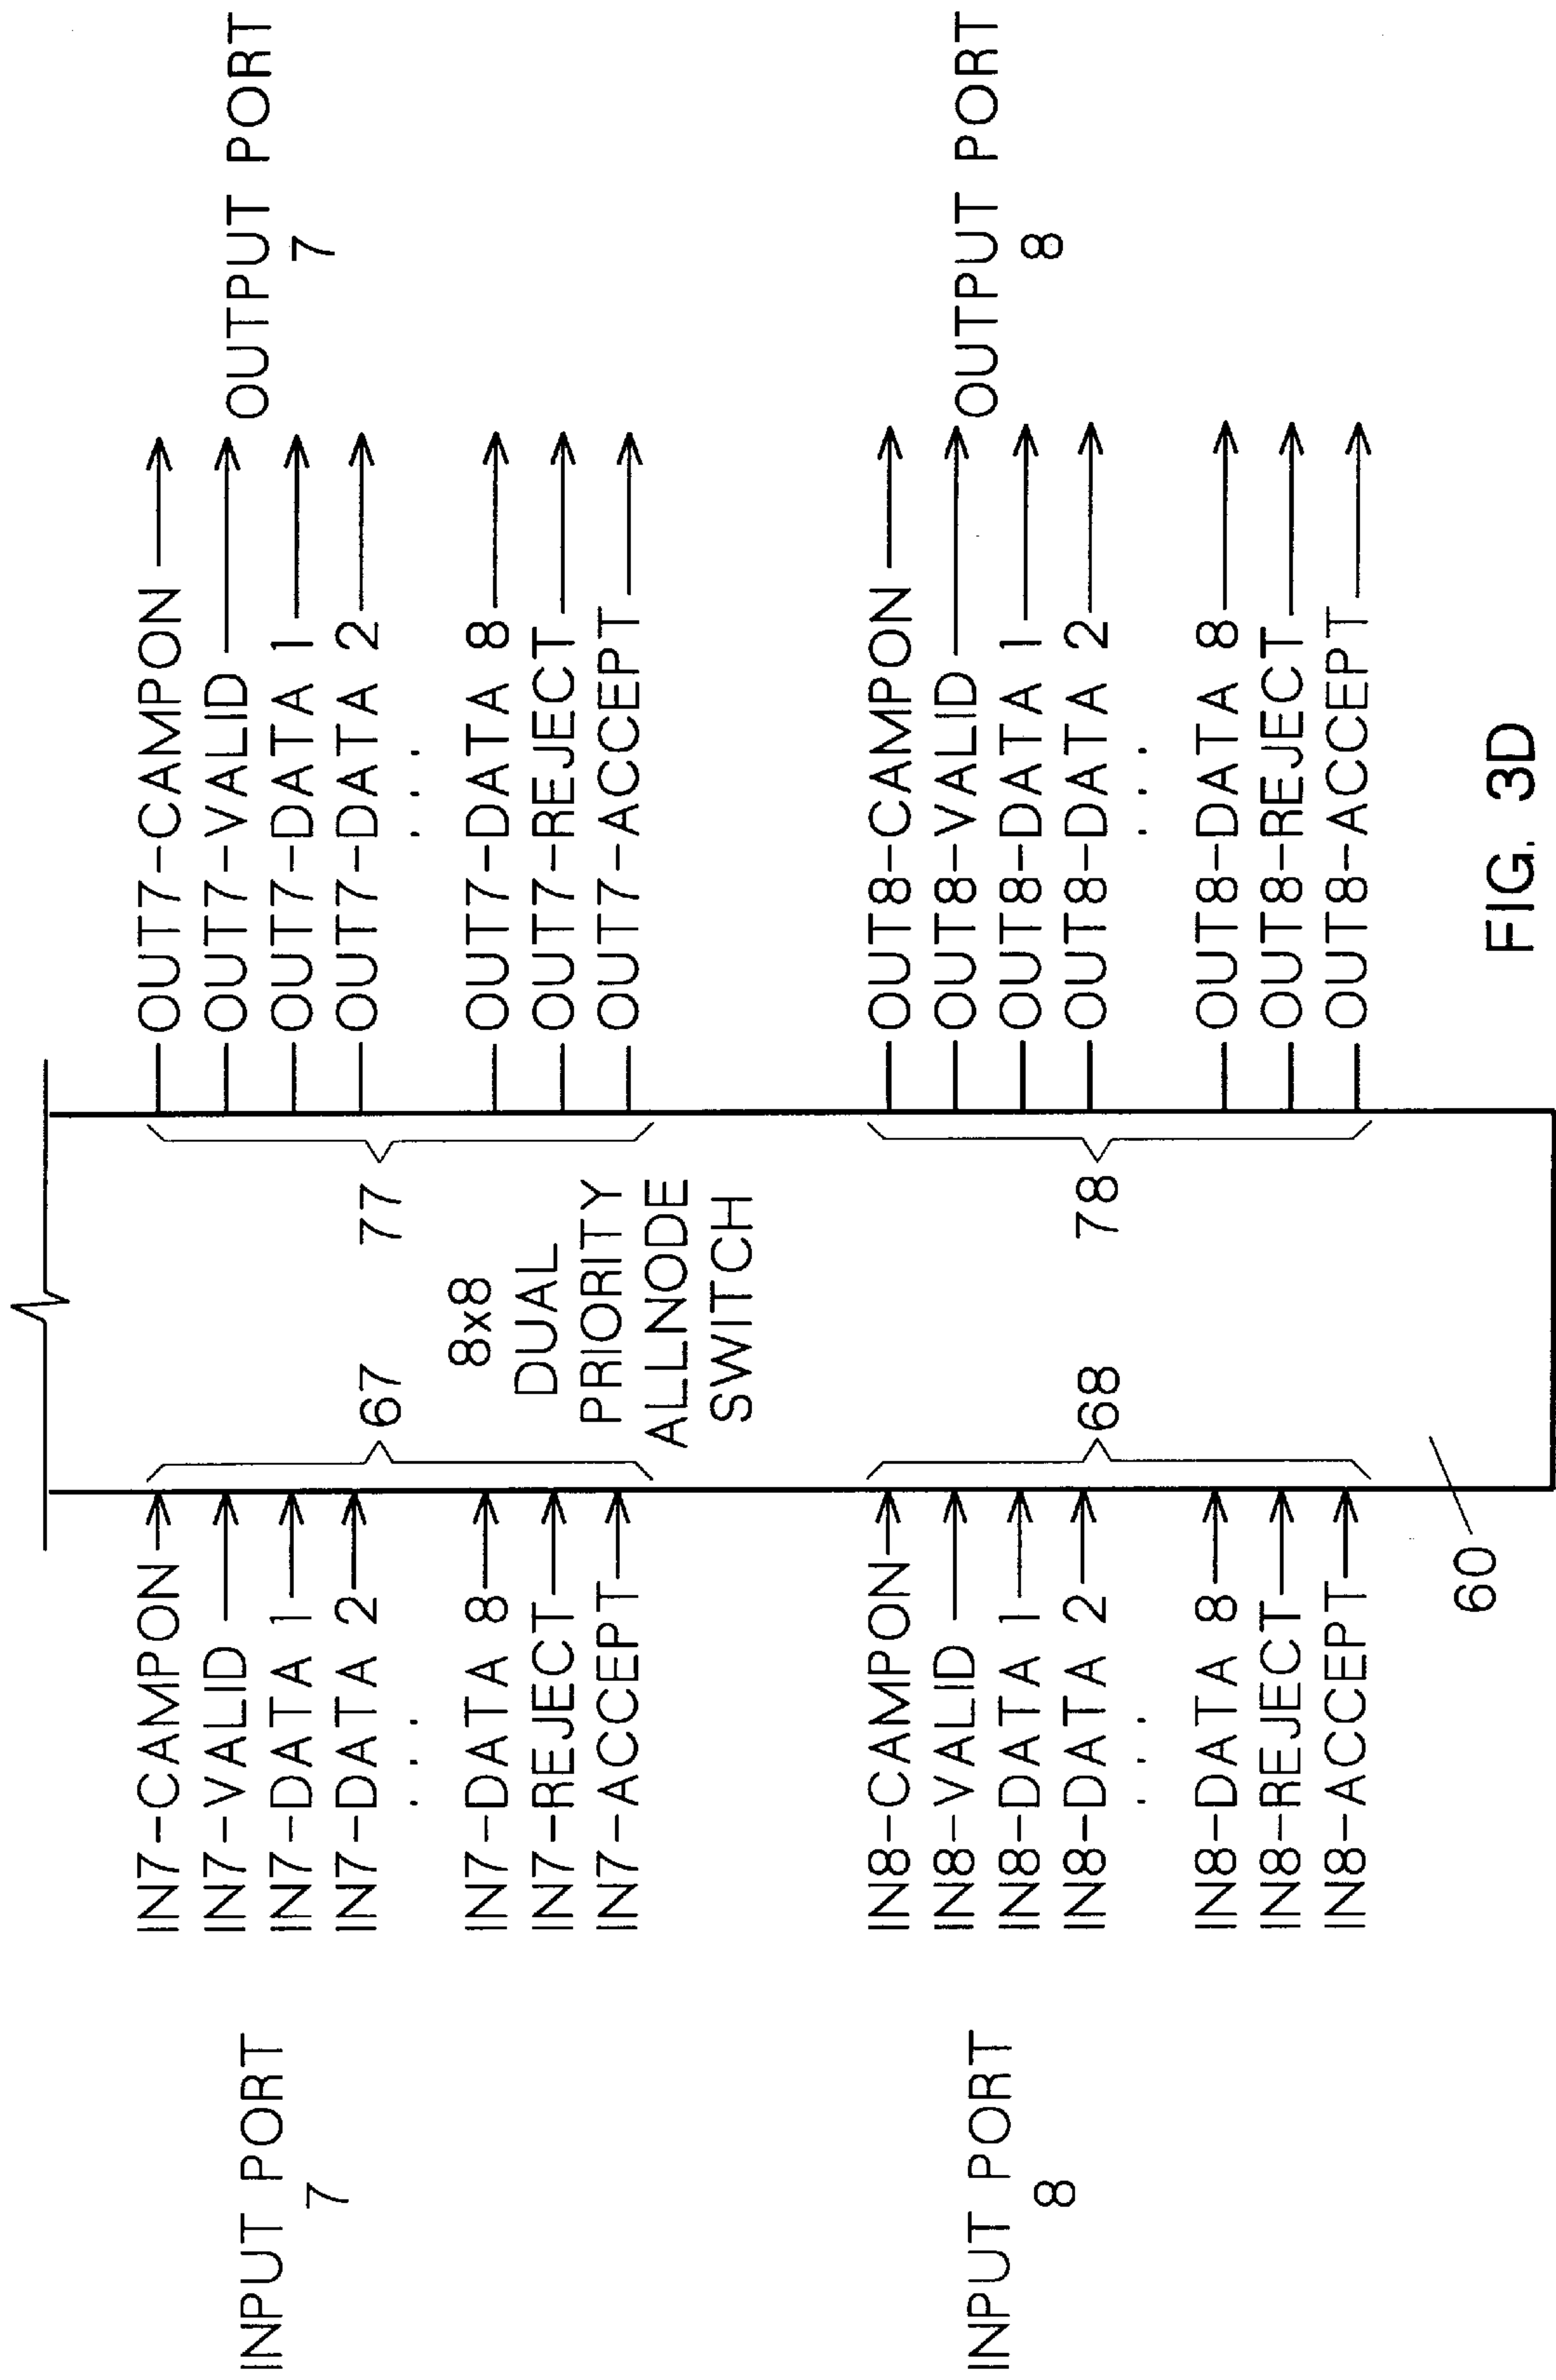 IN7-CAMPON
IN7-VALID
IN7-DATA 1
IN7-DATA 2
. . .
IN7-DATA 8
IN7-REJECT
IN7-ACCEPT
INPUT PORT
7
67
77
8x8
DUAL
PRIORITY
ALLNODE
SWITCH
OUT7-CAMPON
OUT7-VALID
OUT7-DATA 1
OUT7-DATA 2
. . .
OUT7-DATA 8
OUT7-REJECT
OUT7-ACCEPT
OUTPUT PORT
7
IN8-CAMPON
IN8-VALID
IN8-DATA 1
IN8-DATA 2
. . .
IN8-DATA 8
IN8-REJECT
IN8-ACCEPT
INPUT PORT
8
68
78
OUT8-CAMPON
OUT8-VALID
OUT8-DATA 1
OUT8-DATA 2
. . .
OUT8-DATA 8
OUT8-REJECT
OUT8-ACCEPT
OUTPUT PORT
8
60
FIG. 3D